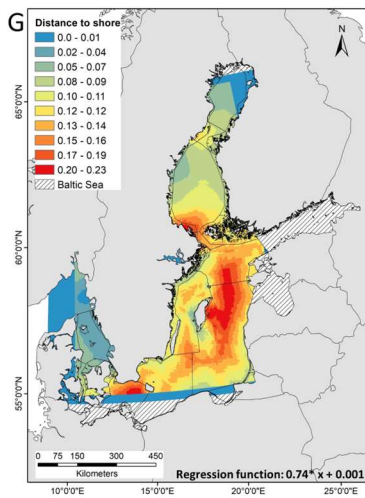 G
Distance to shore
0.0 - 0.01
0.02 - 0.04
0.05 - 0.07
0.08 - 0.09
0.10 - 0.11
0.12 - 0.12
0.13 - 0.14
0.15 - 0.16
0.17 - 0.19
0.20 - 0.23
Baltic Sea
N
65°0'0"N
60°0'0"N
55°0'0"N
0 75 150 300 450
Kilometers
Regression function: 0.74* x + 0.001
10°0'0"E 15°0'0"E 20°0'0"E 25°0'0"E